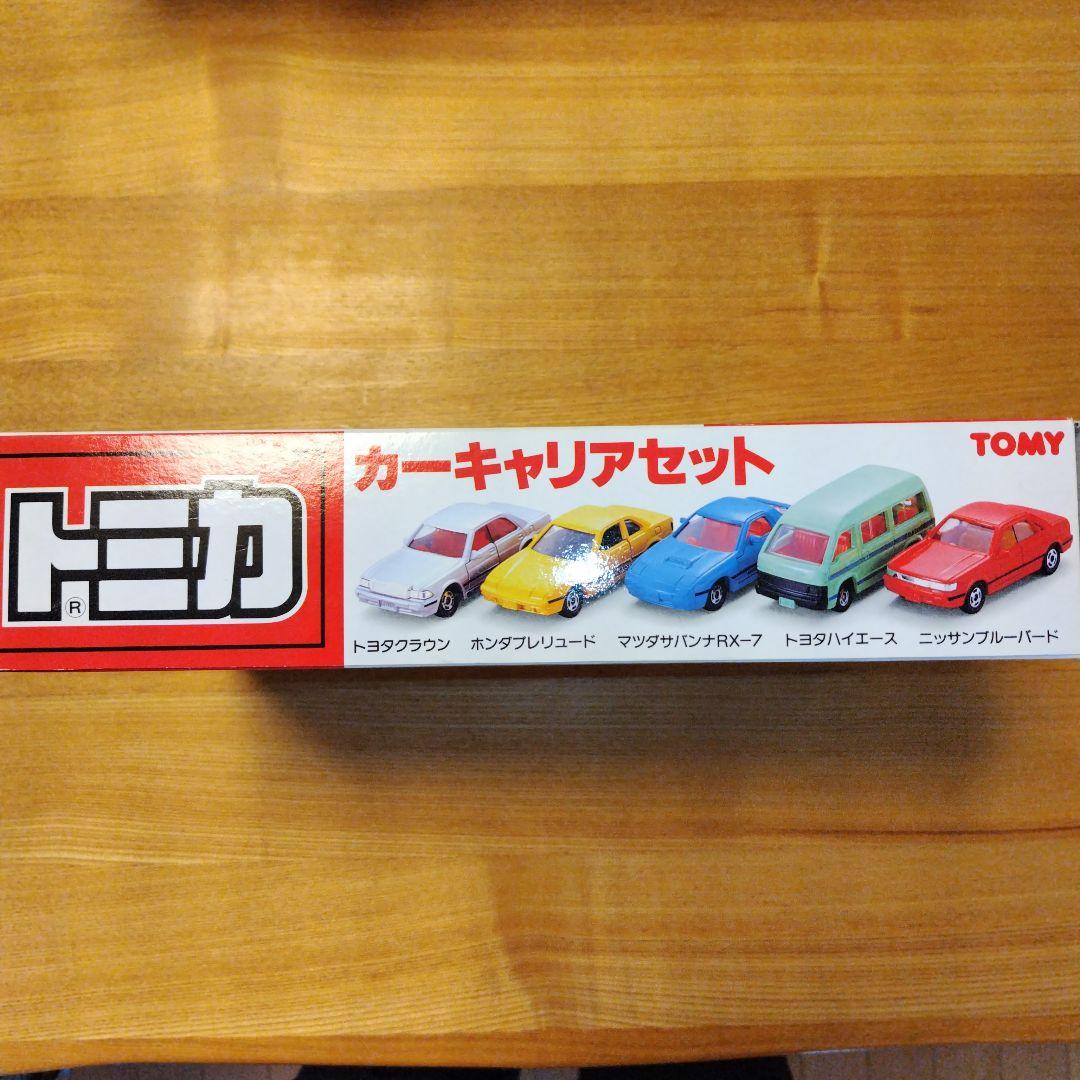 トミカ
®
カーキャリアセット
TOMY
トヨタクラウン ホンダプレリュード マツダサバンナRX-7 トヨタハイエース ニッサンブルーバード